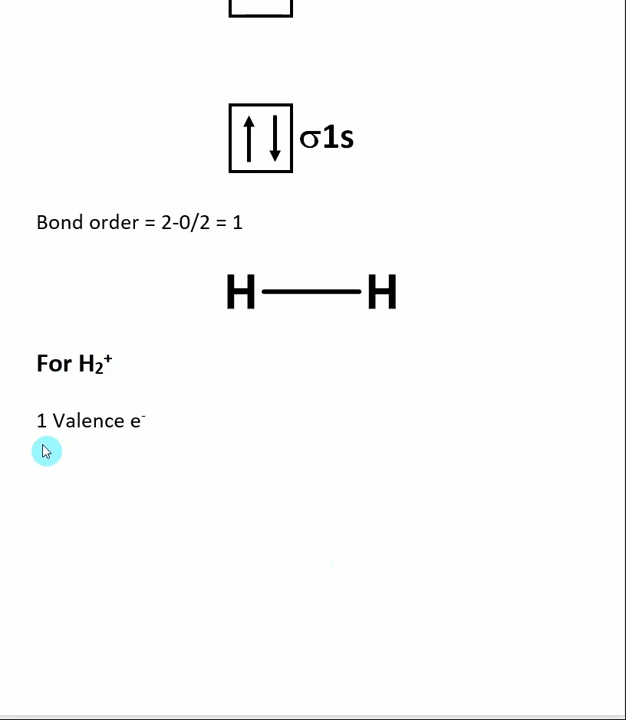 σ1s
Bond order = 2-0/2 = 1
H—H
For H₂⁺
1 Valence e⁻